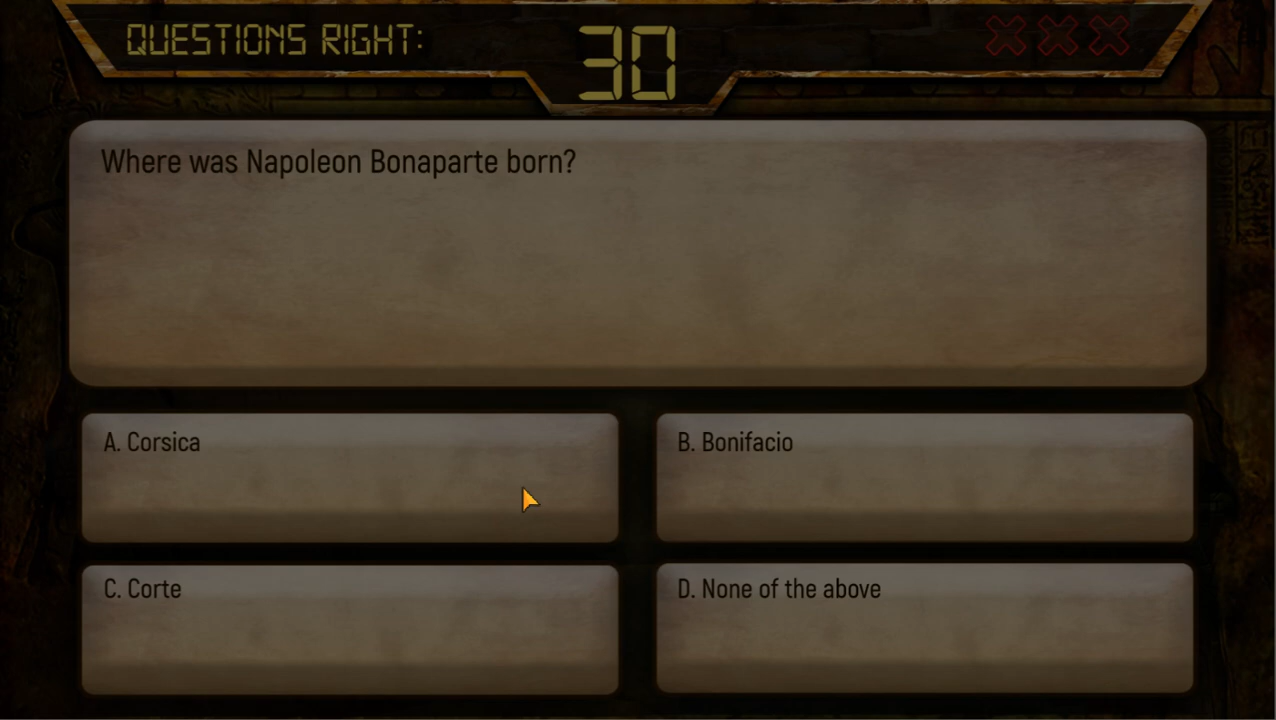 QUESTIONS RIGHT:
30
Where was Napoleon Bonaparte born?
A. Corsica
B. Bonifacio
C. Corte
D. None of the above